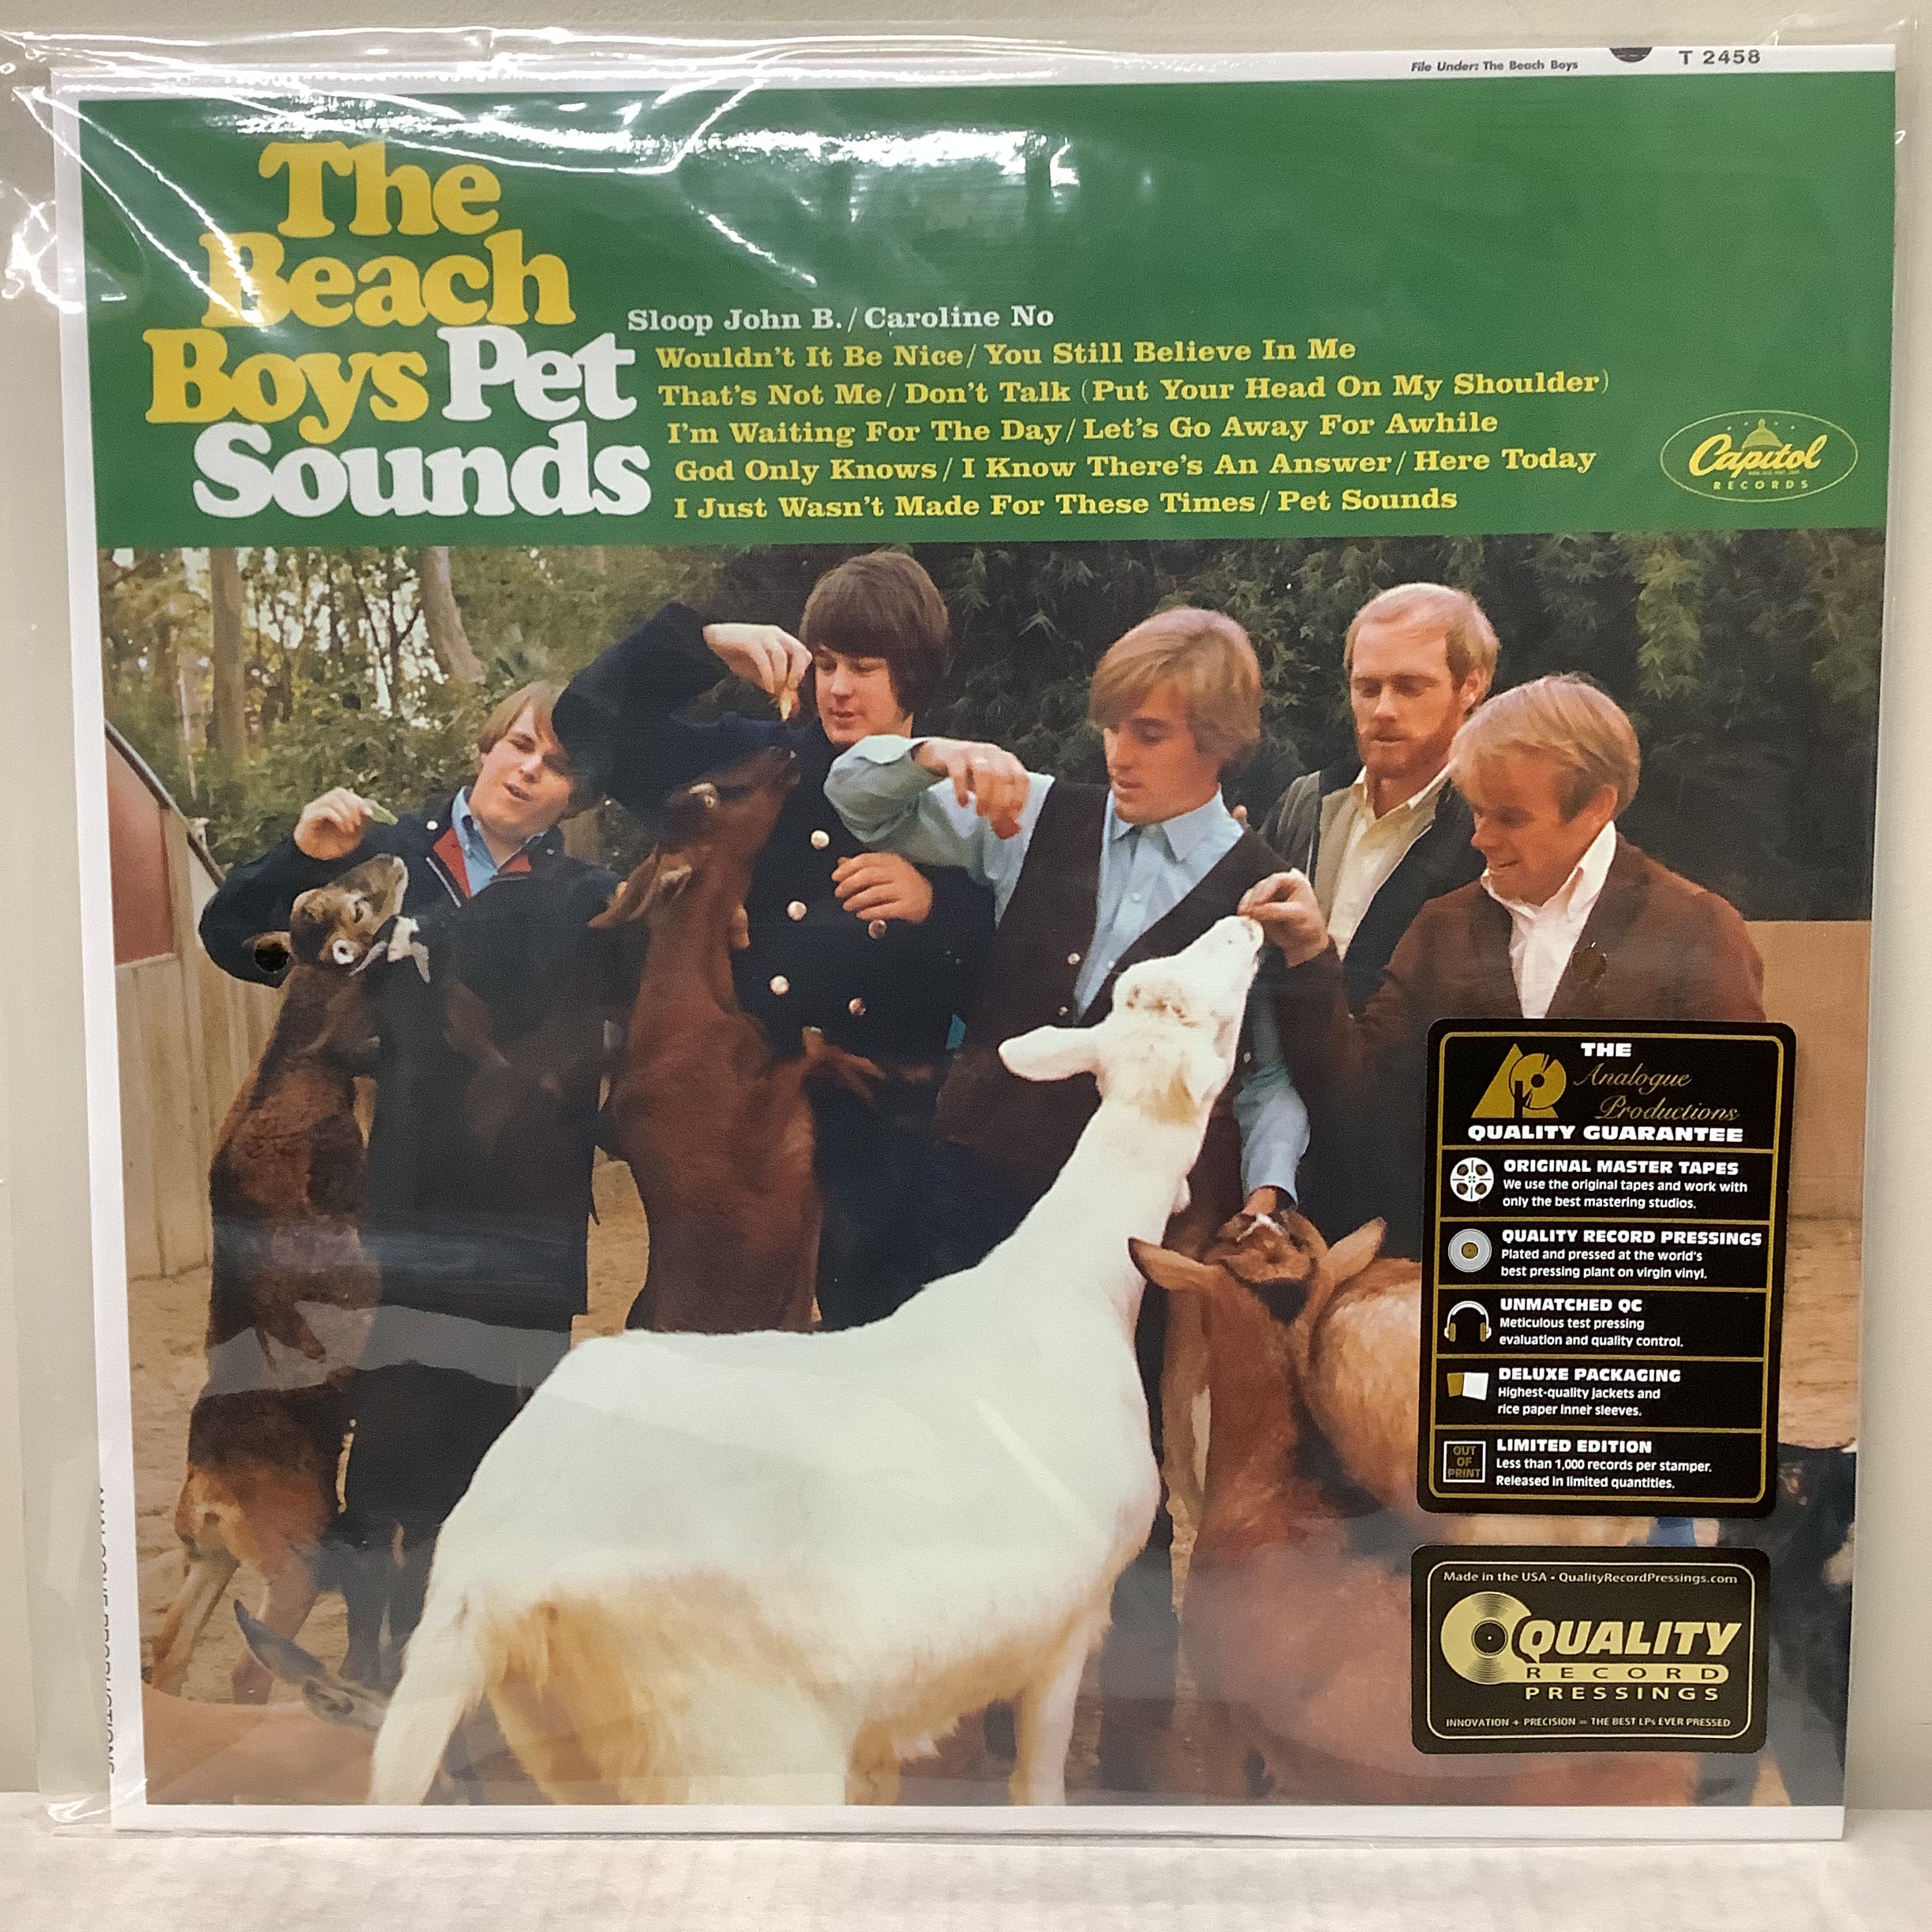 File Under: The Beach Boys
T 2458
The
Beach
Boys Pet
Sounds
Sloop John B. / Caroline No
Wouldn't It Be Nice / You Still Believe In Me
That's Not Me / Don't Talk (Put Your Head On My Shoulder)
I'm Waiting For The Day / Let's Go Away For Awhile
God Only Knows / I Know There's An Answer / Here Today
I Just Wasn't Made For These Times / Pet Sounds
Capitol
RECORDS
THE
Analogue
Productions
QUALITY GUARANTEE
ORIGINAL MASTER TAPES
We use the original tapes and work with
only the best mastering studios.
QUALITY RECORD PRESSINGS
Plated and pressed at the world's
best pressing plant on virgin vinyl.
UNMATCHED QC
Meticulous test pressing
evaluation and quality control.
DELUXE PACKAGING
Highest-quality jackets and
rice paper inner sleeves.
OUT
OF
PRINT
LIMITED EDITION
Less than 1,000 records per stamper.
Released in limited quantities.
Made in the USA • QualityRecordPressings.com
QUALITY
RECORD
PRESSINGS
INNOVATION + PRECISION = THE BEST LPs EVER PRESSED
ANALOGUE PRODUCTIONS